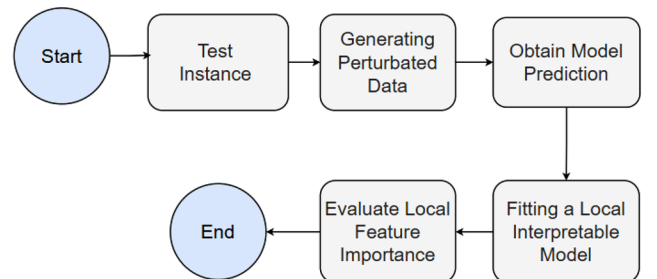 Start
Test
Instance
Generating
Perturbated
Data
Obtain Model
Prediction
End
Evaluate Local
Feature
Importance
Fitting a Local
Interpretable
Model